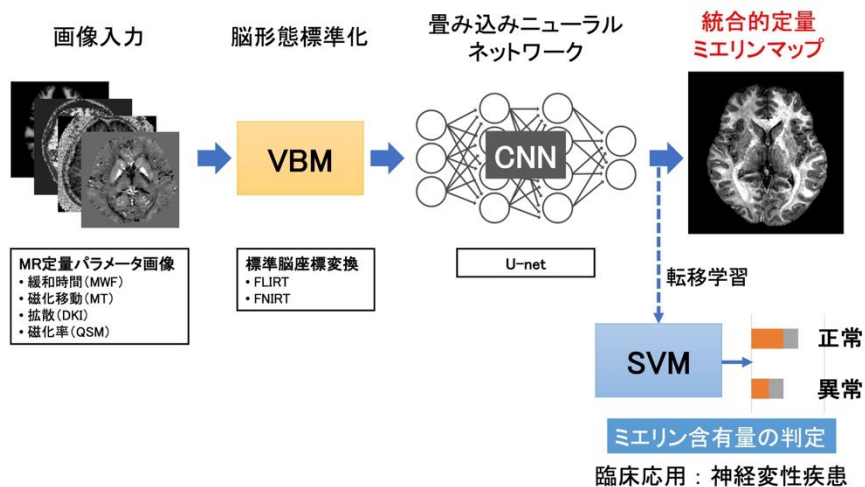 画像入力
脳形態標準化
畳み込みニューラル
ネットワーク
統合的定量
ミエリンマップ
VBM
CNN
MR定量パラメータ画像
• 緩和時間(MWF)
• 磁化移動(MT)
• 拡散(DKI)
• 磁化率(QSM)
標準脳座標変換
• FLIRT
• FNIRT
U-net
転移学習
SVM
正常
異常
ミエリン含有量の判定
臨床応用：神経変性疾患